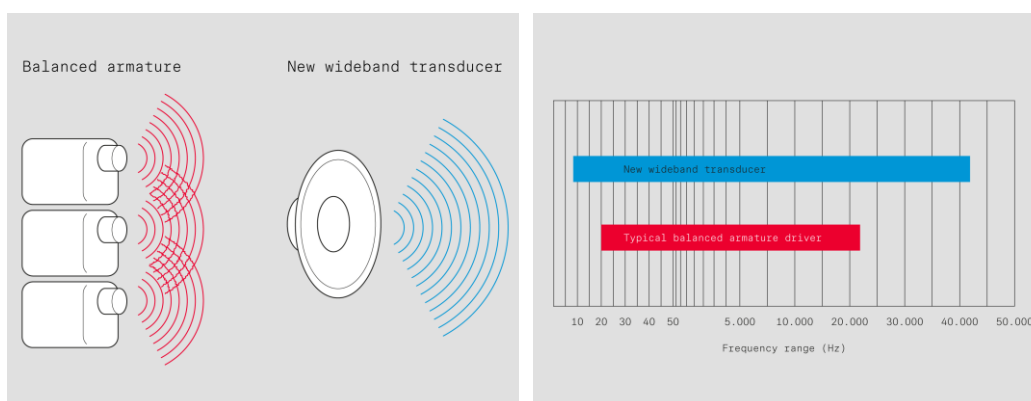 Balanced armature
New wideband transducer
New wideband transducer
Typical balanced armature driver
10 20 30 40 50 5.000 10.000 20.000 30.000 40.000 50.000
Frequency range (Hz)